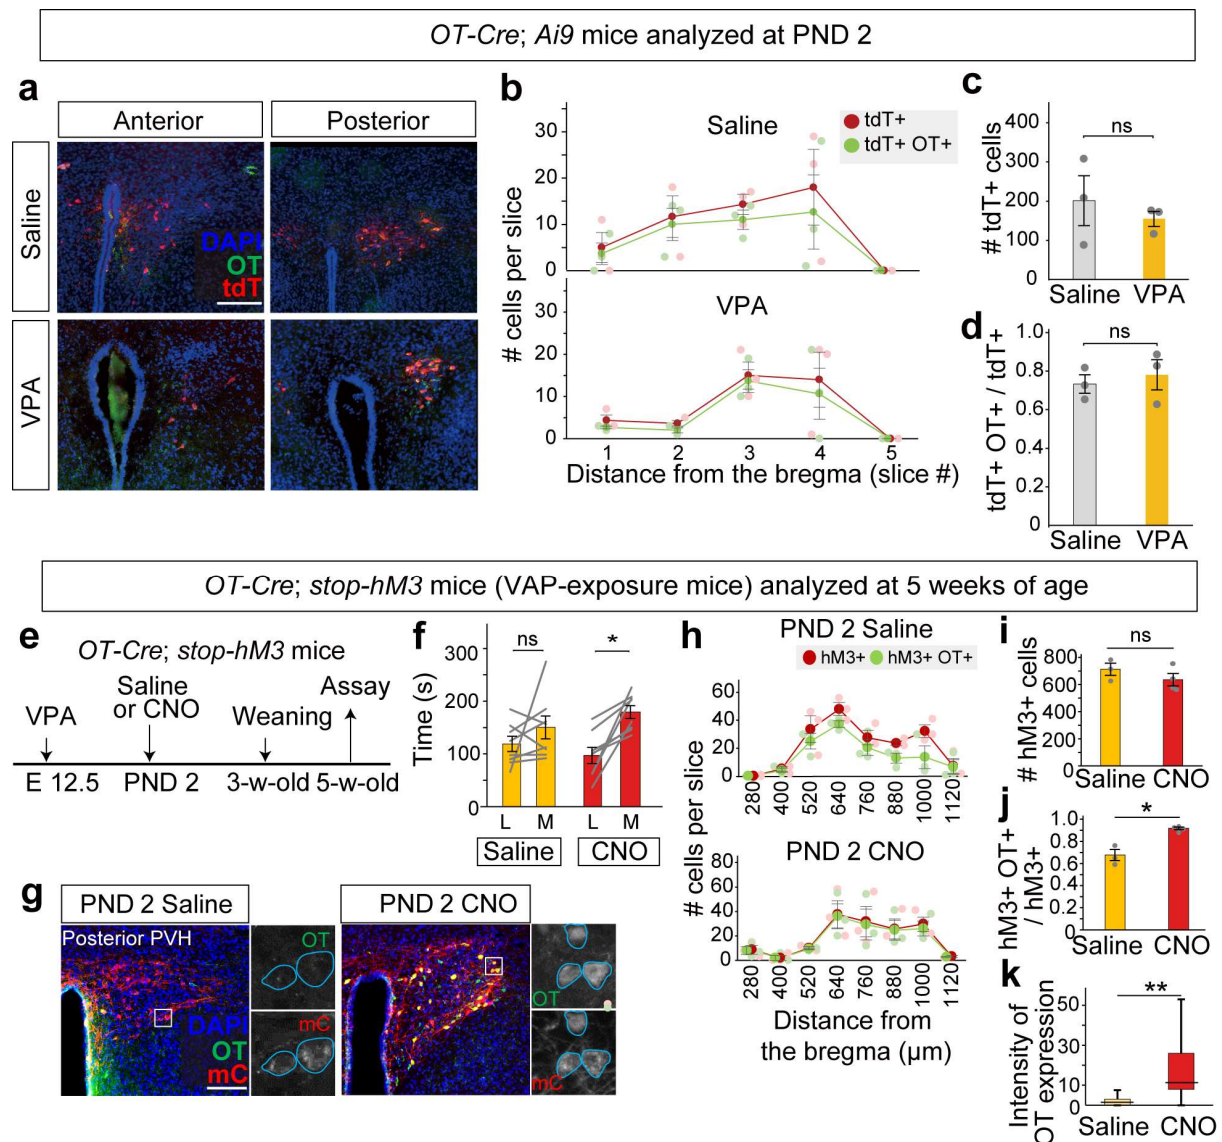 OT-Cre; Ai9 mice analyzed at PND 2
a
Anterior
Posterior
Saline
VPA
DAPI
OT
tdT
b
Saline
tdT+
tdT+ OT+
30
20
10
0
VPA
30
20
10
0
# cells per slice
1 2 3 4 5
Distance from the bregma (slice #)
c
400
300
200
100
0
# tdT+ cells
ns
Saline VPA
d
1.0
0.8
0.6
0.4
0.2
0
tdT+ OT+ / tdT+
ns
Saline VPA
OT-Cre; stop-hM3 mice (VAP-exposure mice) analyzed at 5 weeks of age
e
OT-Cre; stop-hM3 mice
Saline
or CNO
Assay
VPA
Weaning
E 12.5 PND 2 3-w-old 5-w-old
f
300
200
100
0
Time (s)
ns
*
L M L M
Saline CNO
g
PND 2 Saline
PND 2 CNO
Posterior PVH
DAPI
OT
mC
OT
mC
OT
mC
h
PND 2 Saline
hM3+ hM3+ OT+
60
40
20
0
280 400 520 640 760 880 1000 1120
PND 2 CNO
80
60
40
20
0
# cells per slice
280 400 520 640 760 880 1000 1120
Distance from
the bregma (µm)
i
800
600
400
200
0
# hM3+ cells
ns
Saline CNO
j
1.0
0.8
0.6
0.4
0.2
0
hM3+ OT+
/ hM3+
*
Saline CNO
k
50
30
10
0
Intensity of
OT expression
**
Saline CNO